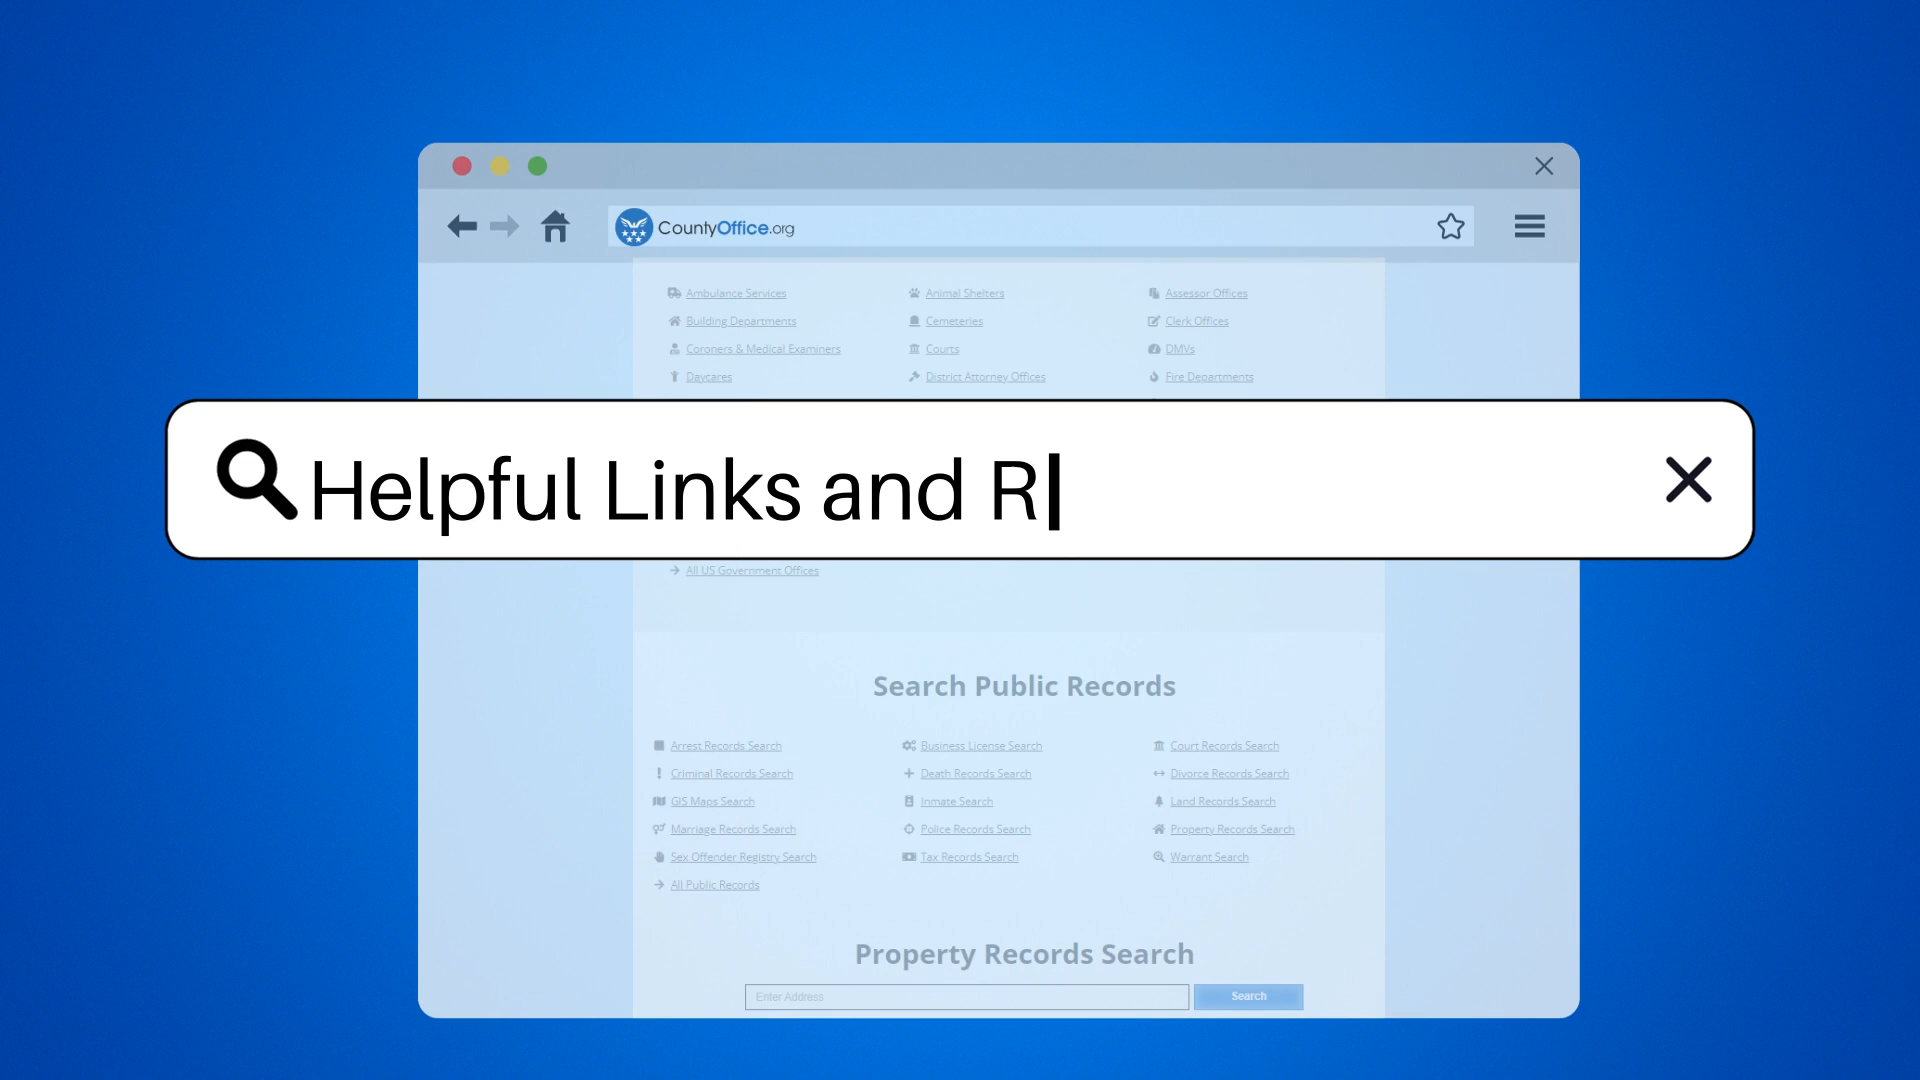 CountyOffice.org
Ambulance Services Animal Shelters Assessor Offices
Building Departments Cemeteries Clerk Offices
Coroners & Medical Examiners Courts DMVs
Daycares District Attorney Offices Fire Departments
Helpful Links and R
All US Government Offices
Search Public Records
Arrest Records Search Business License Search Court Records Search
Criminal Records Search Death Records Search Divorce Records Search
GIS Maps Search Inmate Search Land Records Search
Marriage Records Search Police Records Search Property Records Search
Sex Offender Registry Search Tax Records Search Warrant Search
All Public Records
Property Records Search
Enter Address Search